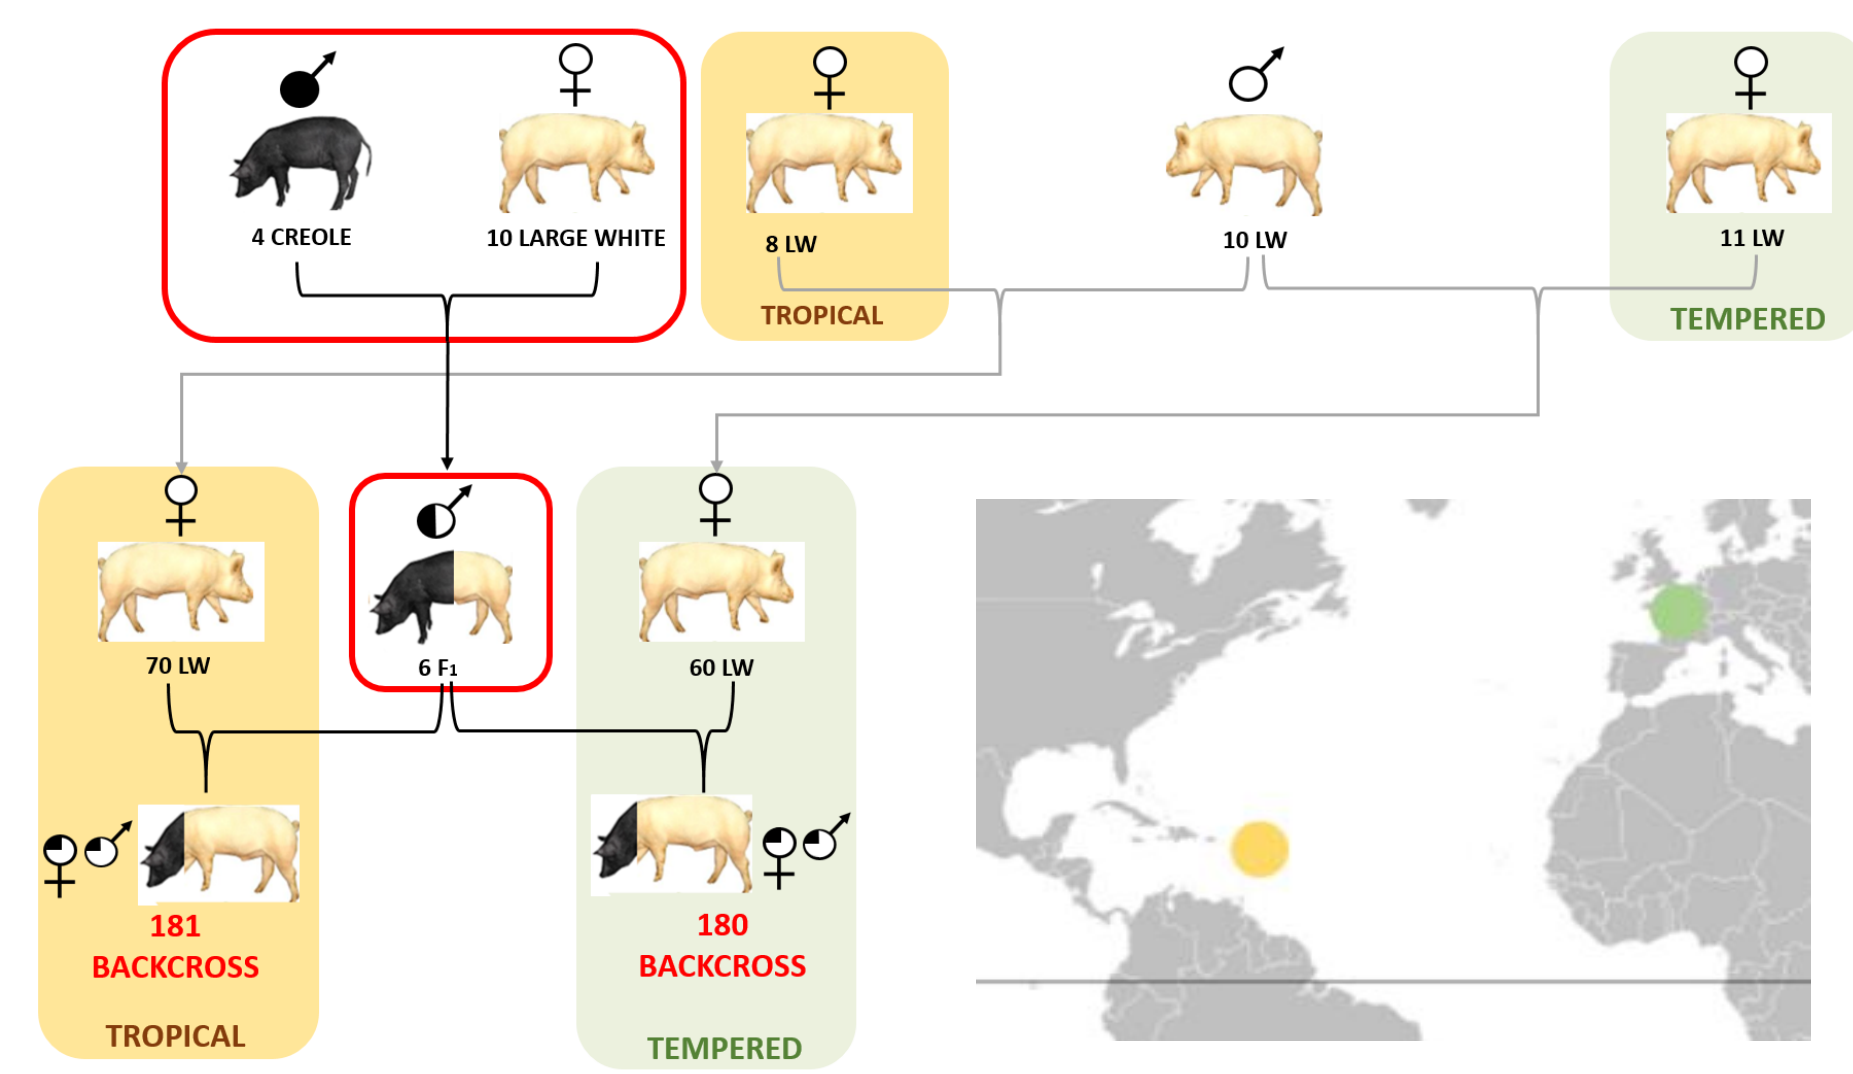 4 CREOLE
10 LARGE WHITE
8 LW
10 LW
11 LW
TROPICAL
TEMPERED
70 LW
6 F₁
60 LW
181
BACKCROSS
180
BACKCROSS
TROPICAL
TEMPERED